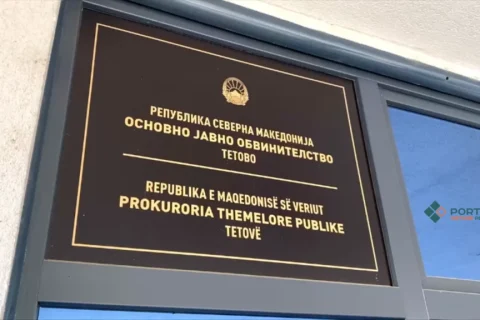 РЕПУБЛИКА СЕВЕРНА МАКЕДОНИЈА
ОСНОВНО ЈАВНО ОБВИНИТЕЛСТВО
ТЕТОВО
REPUBLIKA E MAQEDONISË SË VERIUT
PROKURORIA THEMELORE PUBLIKE
TETOVË